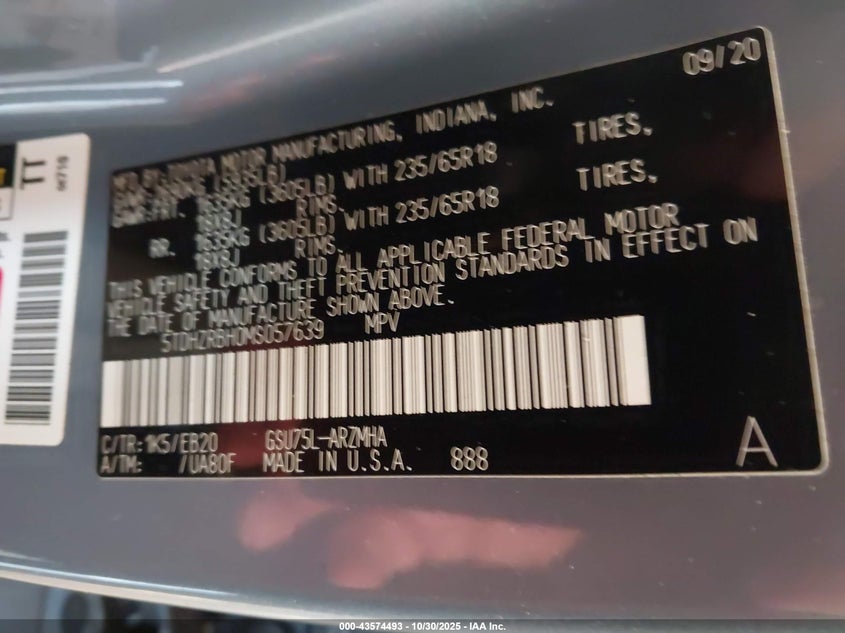 09/20
MFD BY: TOYOTA MOTOR MANUFACTURING, INDIANA, INC.
GAWR FRT. 1635KG (3605LB) WITH 235/65R18 TIRES.
18X8J RIMS.
RR. 1635KG (3605LB) WITH 235/65R18 TIRES.
18X8J RIMS.
THIS VEHICLE CONFORMS TO ALL APPLICABLE FEDERAL MOTOR
VEHICLE SAFETY AND THEFT PREVENTION STANDARDS IN EFFECT ON
THE DATE OF MANUFACTURE SHOWN ABOVE.
5TDHZRBH0MS057639 MPV
C/TR: 1K5/EB20 GSU75L-ARZMHA
A/TM: /UA80F MADE IN U.S.A. 888
A
TT
000-43574493 - 10/30/2025 - IAA Inc.